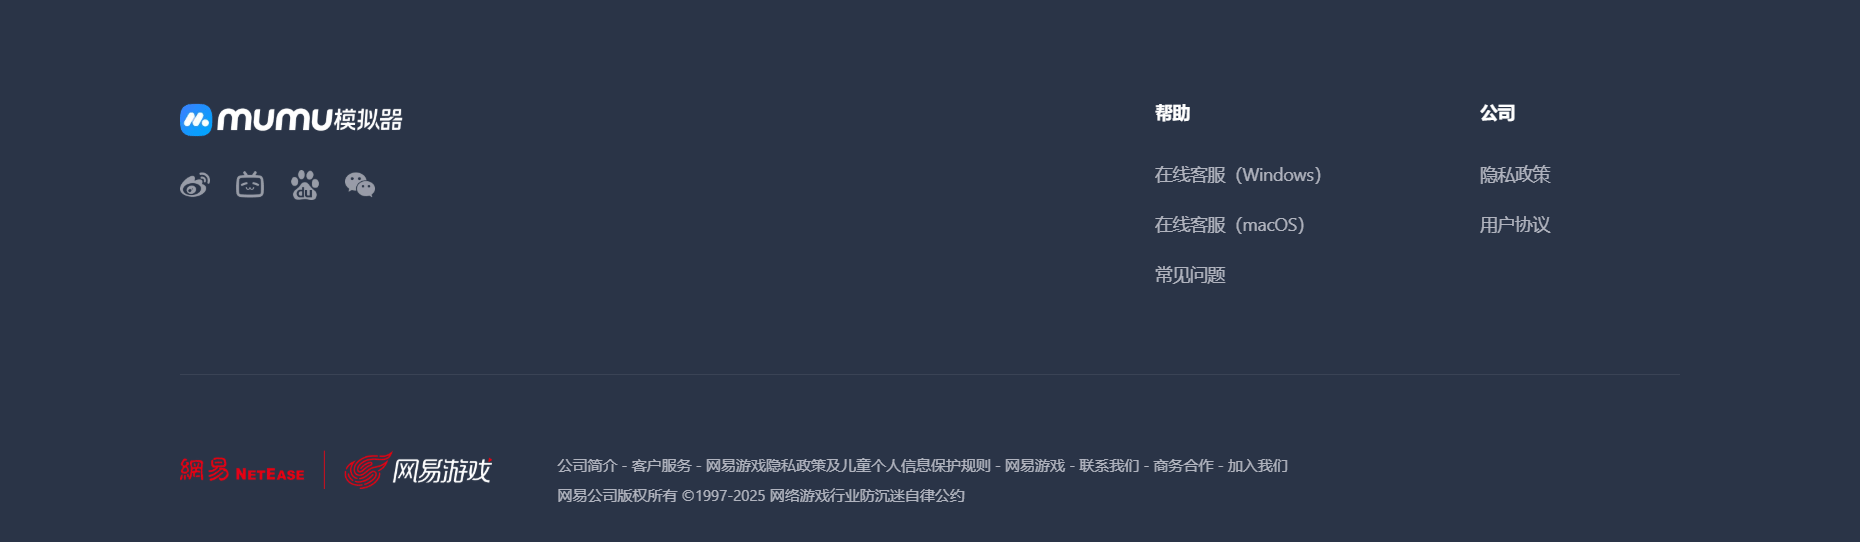 mumu模拟器
du
帮助
在线客服（Windows）
在线客服（macOS）
常见问题
公司
隐私政策
用户协议
網易 NETEASE
网易游戏
公司简介 - 客户服务 - 网易游戏隐私政策及儿童个人信息保护规则 - 网易游戏 - 联系我们 - 商务合作 - 加入我们
网易公司版权所有 ©1997-2025 网络游戏行业防沉迷自律公约